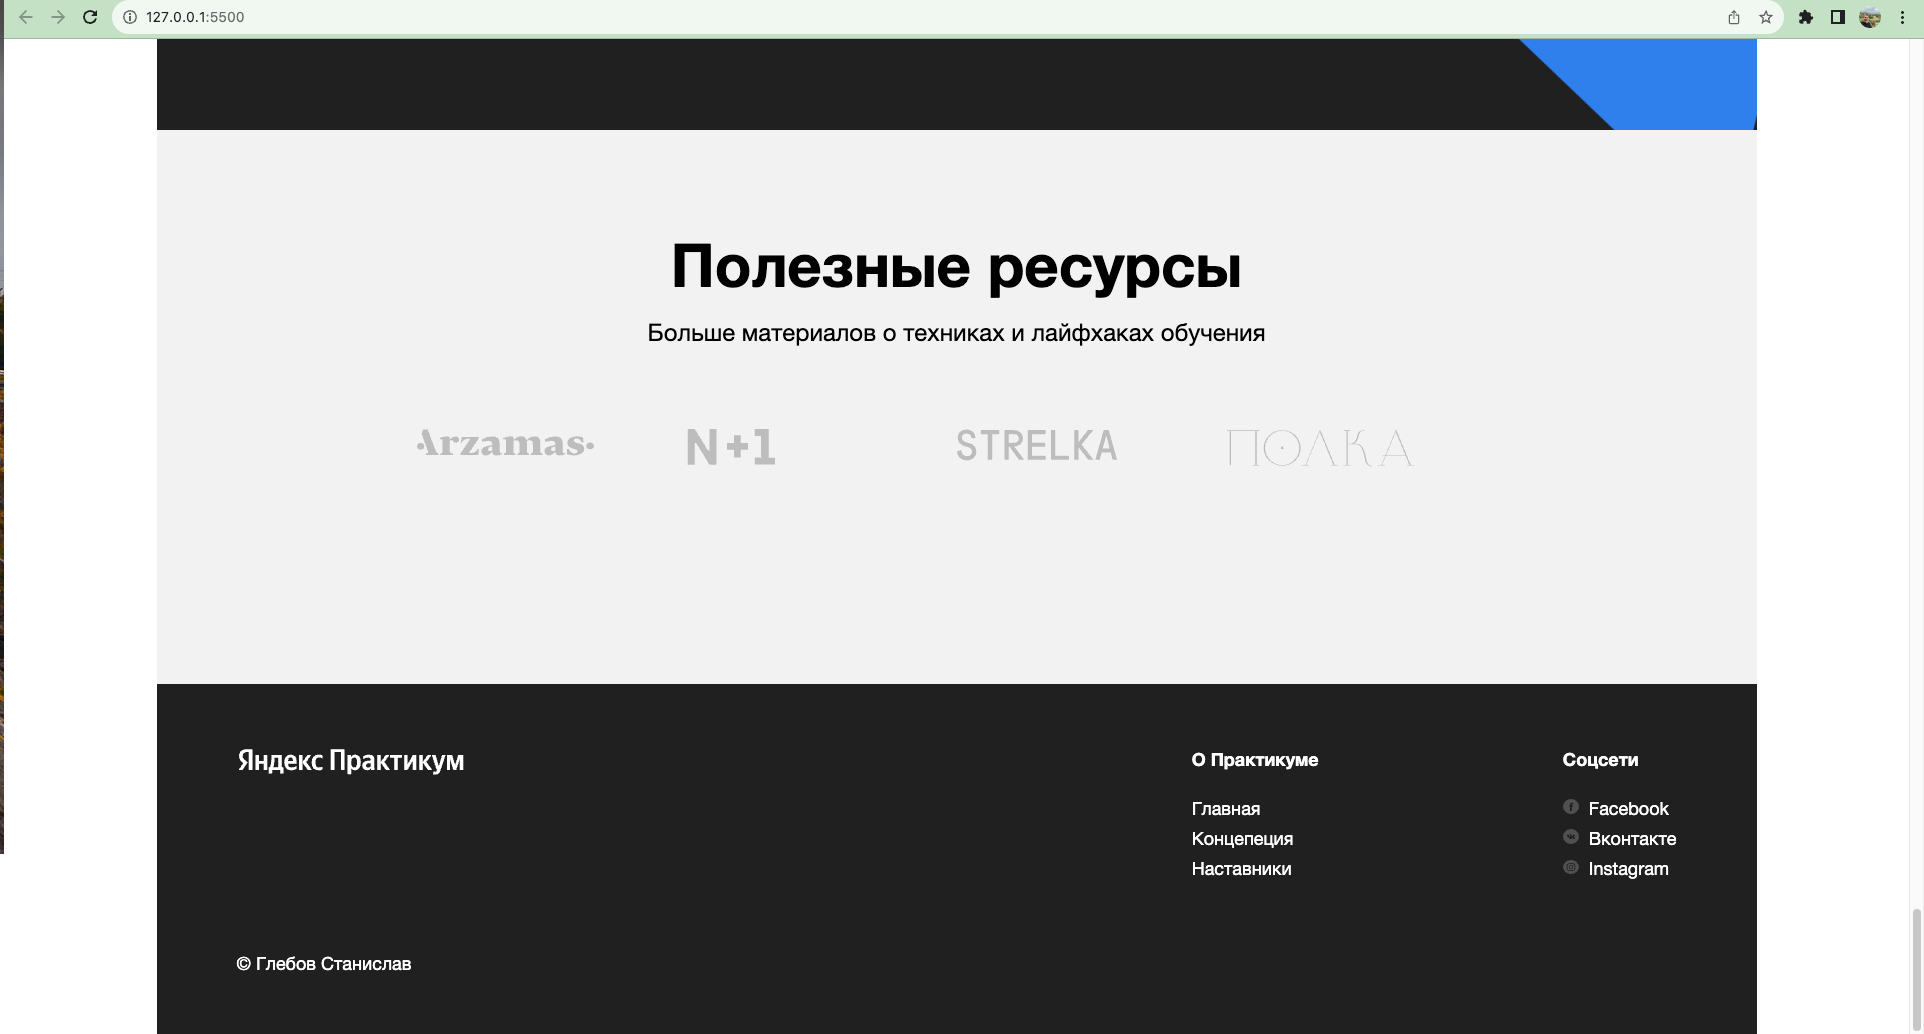 127.0.0.1:5500
Полезные ресурсы
Больше материалов о техниках и лайфхаках обучения
Arzamas
N+1
STRELKA
ПОЛКА
Яндекс Практикум
О Практикуме
Главная
Концепеция
Наставники
Соцсети
Facebook
Вконтакте
Instagram
© Глебов Станислав